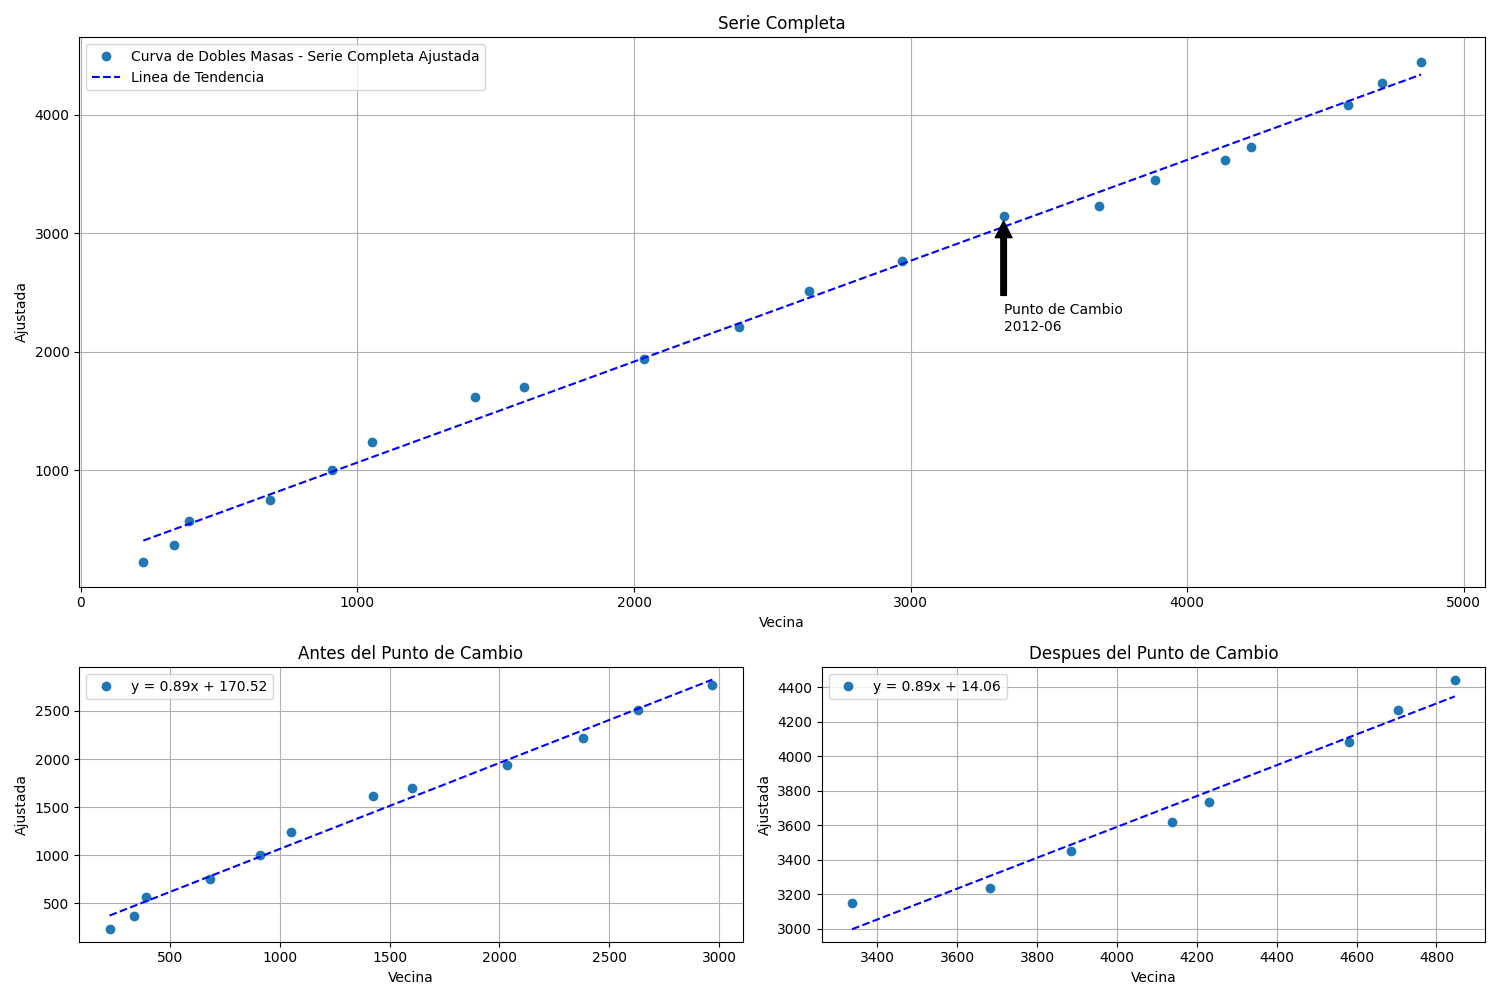 Serie Completa
Curva de Dobles Masas - Serie Completa Ajustada
Linea de Tendencia
4000
3000
2000
1000
Ajustada
Punto de Cambio
2012-06
0
1000
2000
3000
4000
5000
Vecina
Antes del Punto de Cambio
y = 0.89x + 170.52
2500
2000
1500
1000
500
Ajustada
500
1000
1500
2000
2500
3000
Vecina
Despues del Punto de Cambio
y = 0.89x + 14.06
4400
4200
4000
3800
3600
3400
3200
3000
Ajustada
3400
3600
3800
4000
4200
4400
4600
4800
Vecina